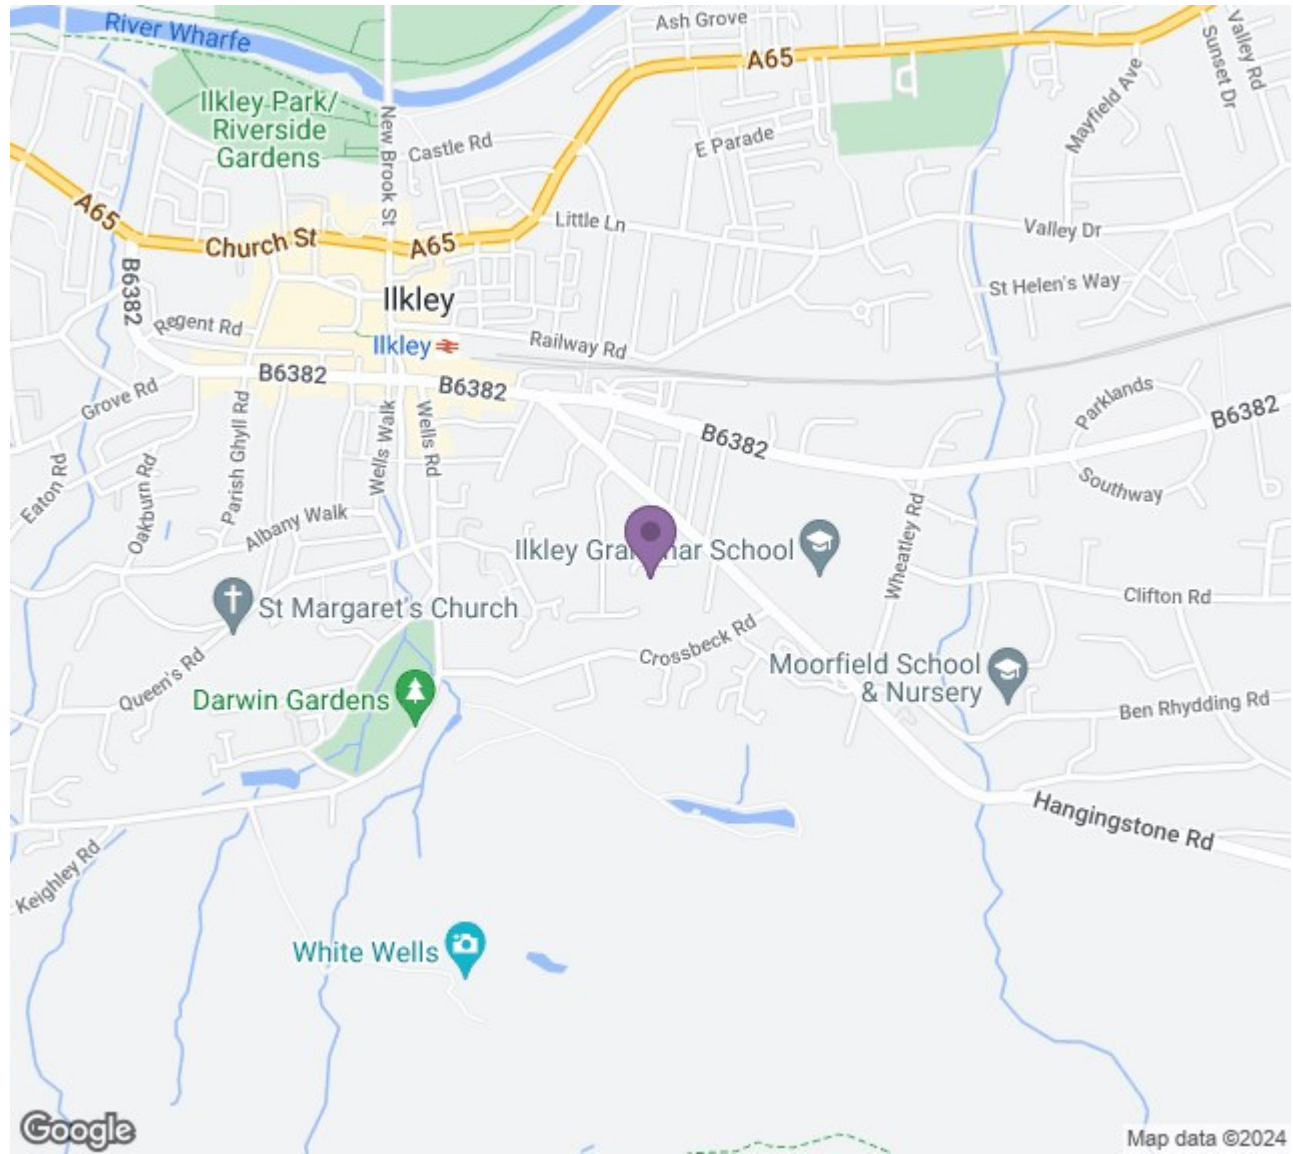 River Wharfe
Ash Grove
A65
Valley Rd
Sunset Dr
Mayfield Ave
Ilkley Park/
Riverside
Gardens
New Brook St
Castle Rd
E Parade
A65
Church St
A65
Little Ln
Valley Dr
B6382
Ilkley
St Helen's Way
Regent Rd
Ilkley
Railway Rd
Grove Rd
B6382
B6382
Parklands
B6382
Parish Ghyll Rd
Wells Walk
Wells Rd
B6382
Eaton Rd
Oakburn Rd
Southway
Albany Walk
Wheatley Rd
Ilkley Grammar School
St Margaret's Church
Clifton Rd
Crossbeck Rd
Queen's Rd
Moorfield School
& Nursery
Darwin Gardens
Ben Rhydding Rd
Hangingstone Rd
Keighley Rd
White Wells
Google
Map data ©2024